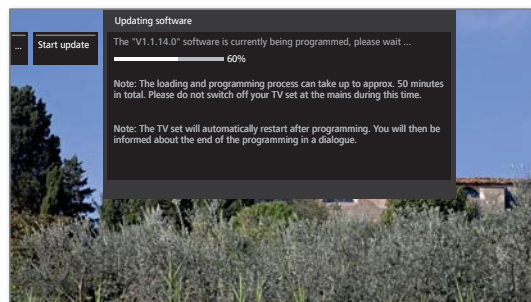 Updating software
...
Start update
The "V1.1.14.0" software is currently being programmed, please wait ...
60%
Note: The loading and programming process can take up to approx. 50 minutes
in total. Please do not switch off your TV set at the mains during this time.
Note: The TV set will automatically restart after programming. You will then be
informed about the end of the programming in a dialogue.